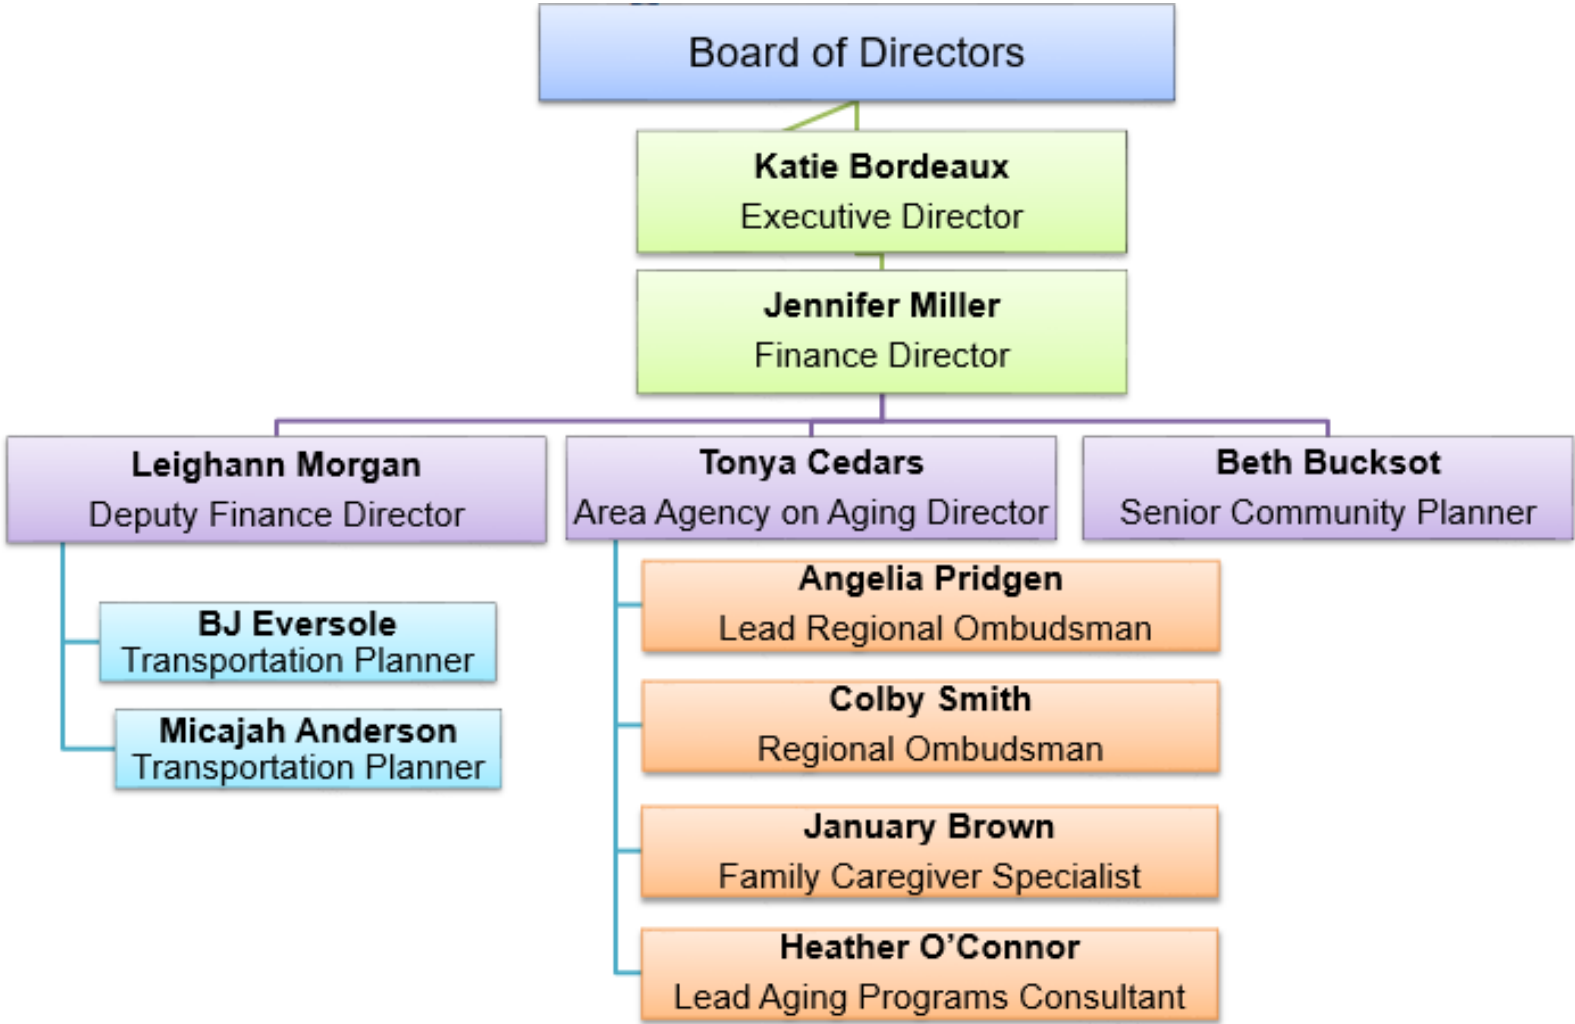 Board of Directors
Katie Bordeaux
Executive Director
Jennifer Miller
Finance Director
Leighann Morgan
Deputy Finance Director
Tonya Cedars
Area Agency on Aging Director
Beth Bucksot
Senior Community Planner
BJ Eversole
Transportation Planner
Micajah Anderson
Transportation Planner
Angelia Pridgen
Lead Regional Ombudsman
Colby Smith
Regional Ombudsman
January Brown
Family Caregiver Specialist
Heather O’Connor
Lead Aging Programs Consultant